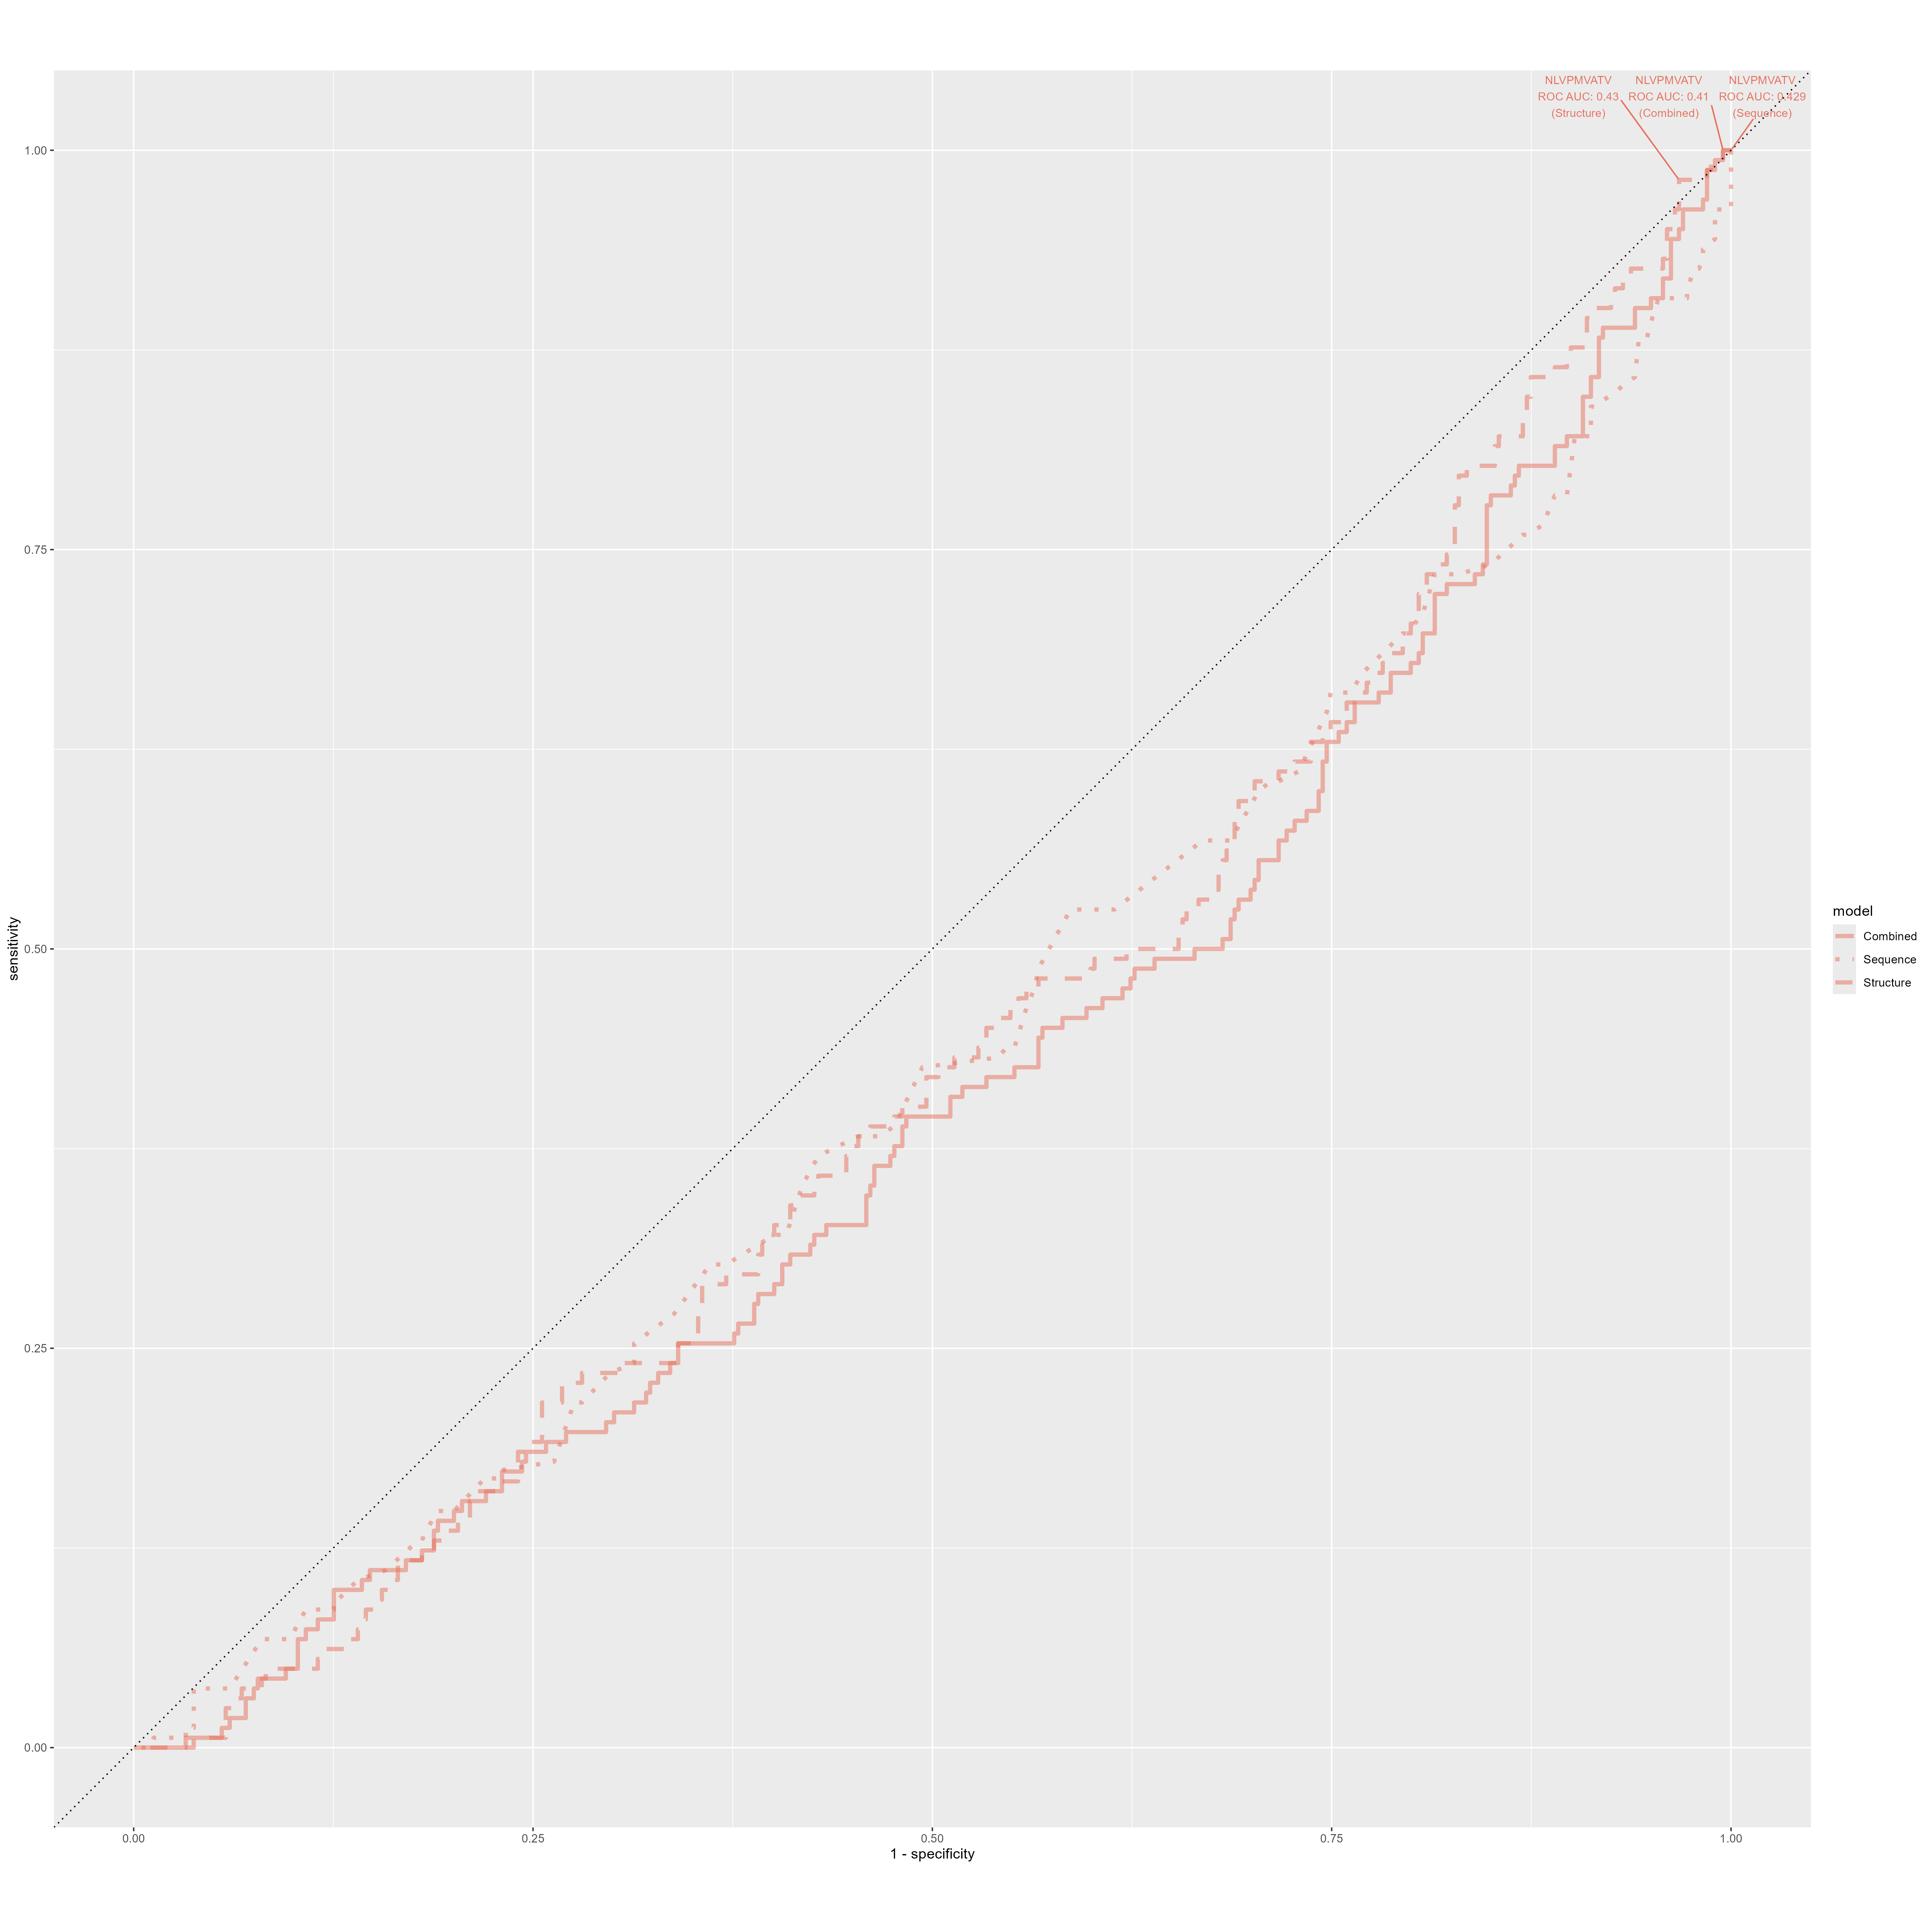 NLVPMVATV
ROC AUC: 0.43
(Structure)
NLVPMVATV
ROC AUC: 0.41
(Combined)
NLVPMVATV
ROC AUC: 0.429
(Sequence)
1.00
0.75
0.50
0.25
0.00
sensitivity
0.00
0.25
0.50
0.75
1.00
1 - specificity
model
Combined
Sequence
Structure